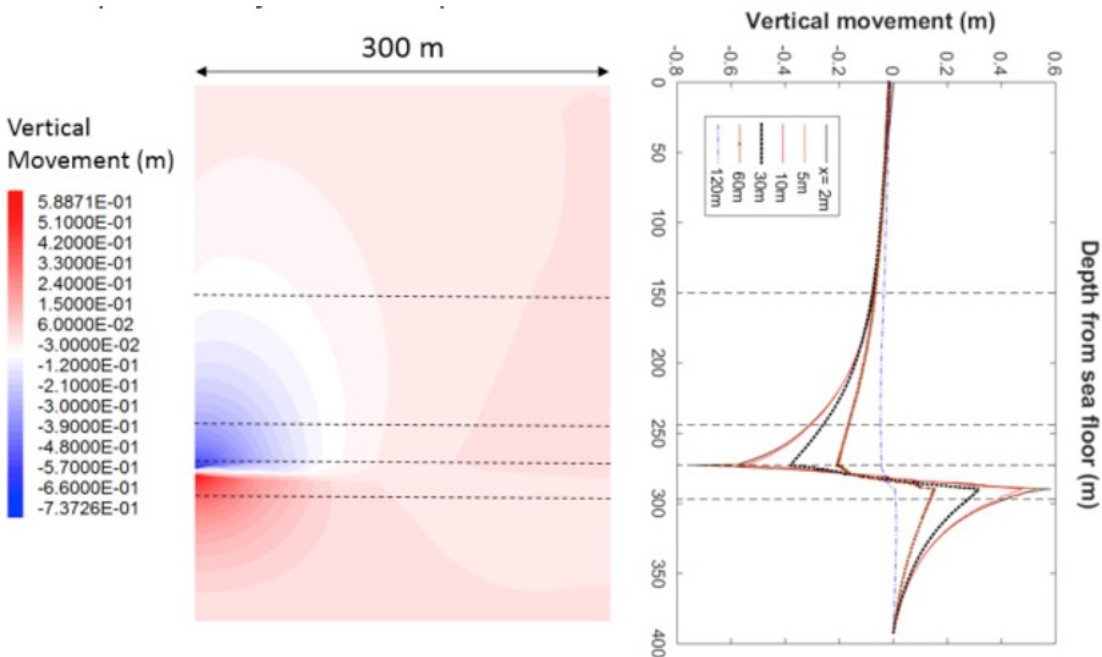 300 m
Vertical
Movement (m)
5.8871E-01
5.1000E-01
4.2000E-01
3.3000E-01
2.4000E-01
1.5000E-01
6.0000E-02
-3.0000E-02
-1.2000E-01
-2.1000E-01
-3.0000E-01
-3.9000E-01
-4.8000E-01
-5.7000E-01
-6.6000E-01
-7.3726E-01
Vertical movement (m)
-0.8
-0.6
-0.4
-0.2
0
0.2
0.4
0.6
0
50
100
150
200
250
300
350
400
Depth from sea floor (m)
x= 2m
5m
10m
30m
60m
120m